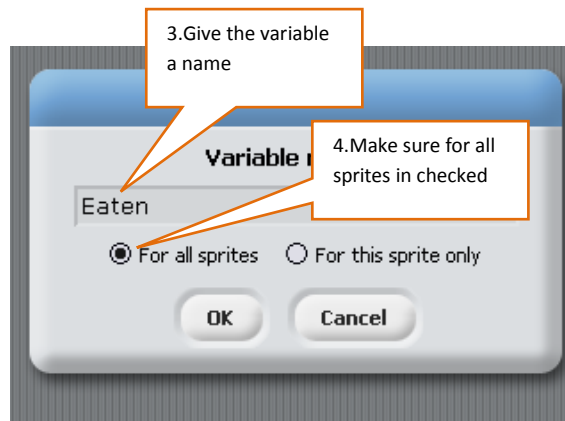 3.Give the variable
a name
Variable
4.Make sure for all
sprites in checked
Eaten
For all sprites For this sprite only
OK Cancel